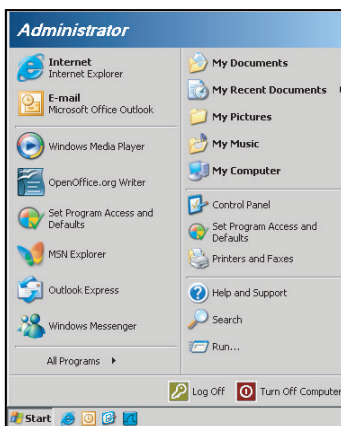 Administrator
Internet
Internet Explorer
E-mail
Microsoft Office Outlook
Windows Media Player
OpenOffice.org Writer
Set Program Access and
Defaults
MSN Explorer
Outlook Express
Windows Messenger
All Programs
My Documents
My Recent Documents
My Pictures
My Music
My Computer
Control Panel
Set Program Access and
Defaults
Printers and Faxes
Help and Support
Search
Run...
Log Off
Turn Off Computer
Start